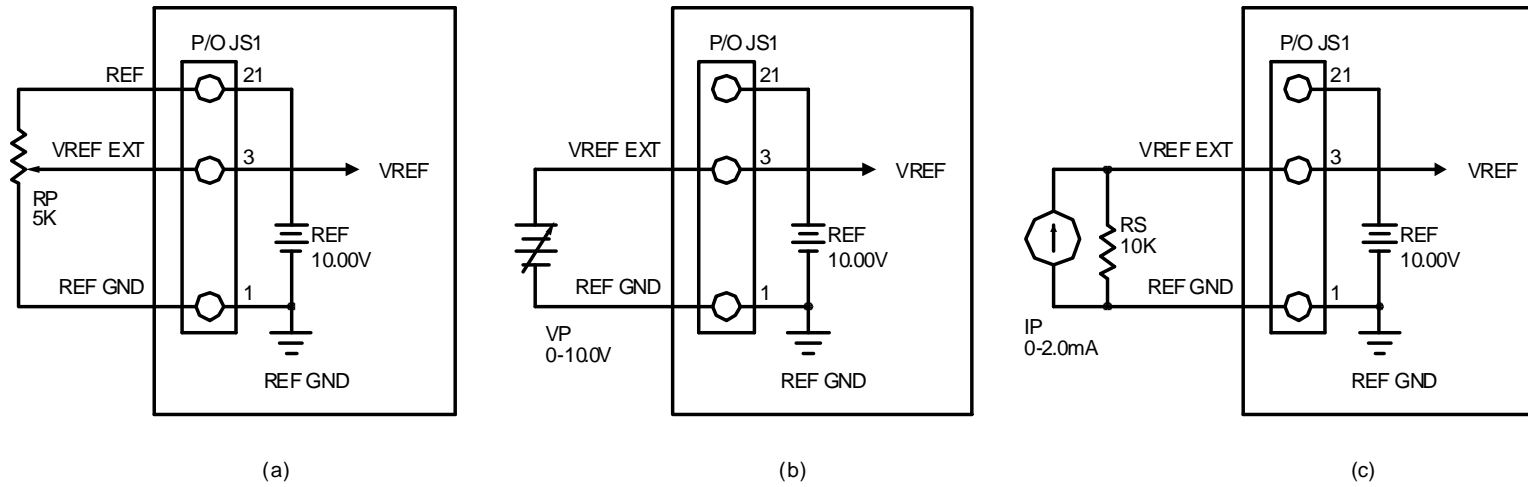 P/O JS1
REF
21
VREF EXT
3
VREF
RP
5K
REF
10.00V
REF GND
1
REF GND
(a)
P/O JS1
21
VREF EXT
3
VREF
REF
10.00V
REF GND
1
VP
0-10.0V
REF GND
(b)
P/O JS1
21
VREF EXT
3
VREF
RS
10K
REF
10.00V
REF GND
1
IP
0-2.0mA
REF GND
(c)